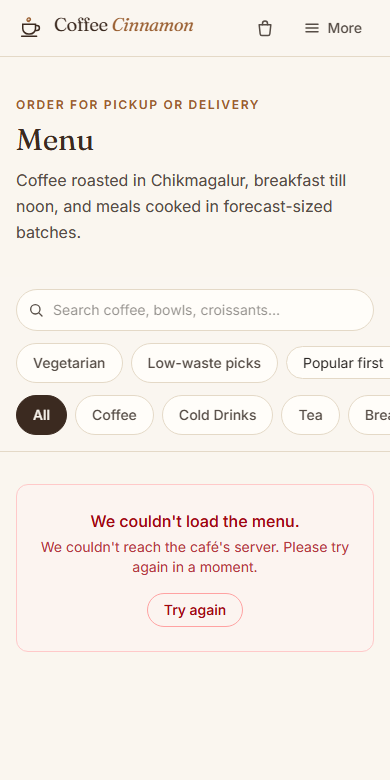 Coffee Cinnamon
More
ORDER FOR PICKUP OR DELIVERY
Menu
Coffee roasted in Chikmagalur, breakfast till
noon, and meals cooked in forecast-sized
batches.
Search coffee, bowls, croissants...
Vegetarian
Low-waste picks
Popular first
All
Coffee
Cold Drinks
Tea
Brea
We couldn't load the menu.
We couldn't reach the café's server. Please try
again in a moment.
Try again